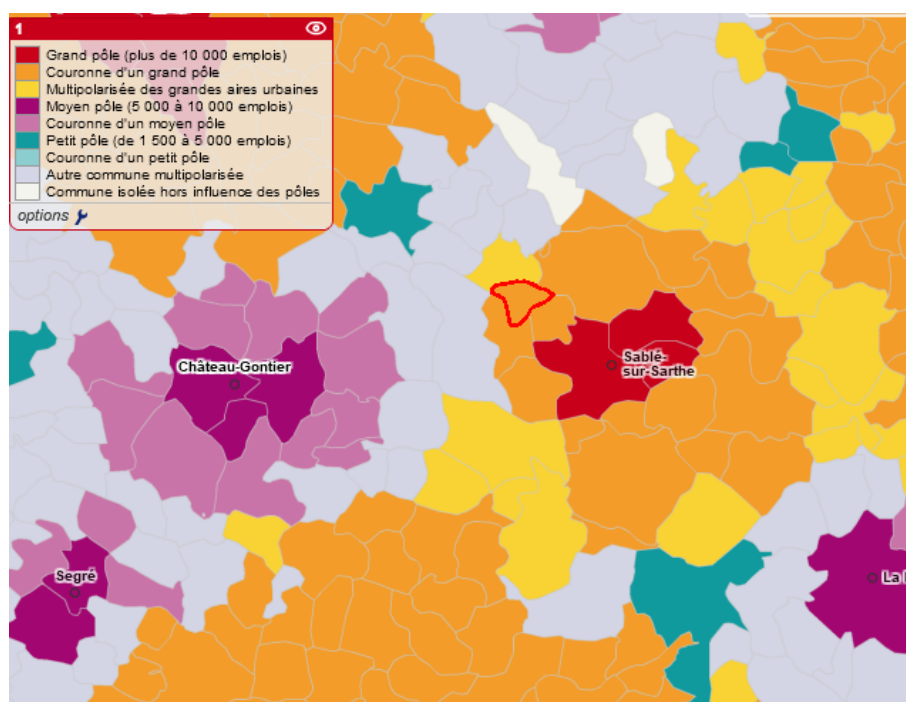 1
Grand pôle (plus de 10 000 emplois)
Couronne d'un grand pôle
Multipolarisée des grandes aires urbaines
Moyen pôle (5 000 à 10 000 emplois)
Couronne d'un moyen pôle
Petit pôle (de 1 500 à 5 000 emplois)
Couronne d'un petit pôle
Autre commune multipolarisée
Commune isolée hors influence des pôles
options
Château-Gontier
Sablé-
sur-Sarthe
Segré
La